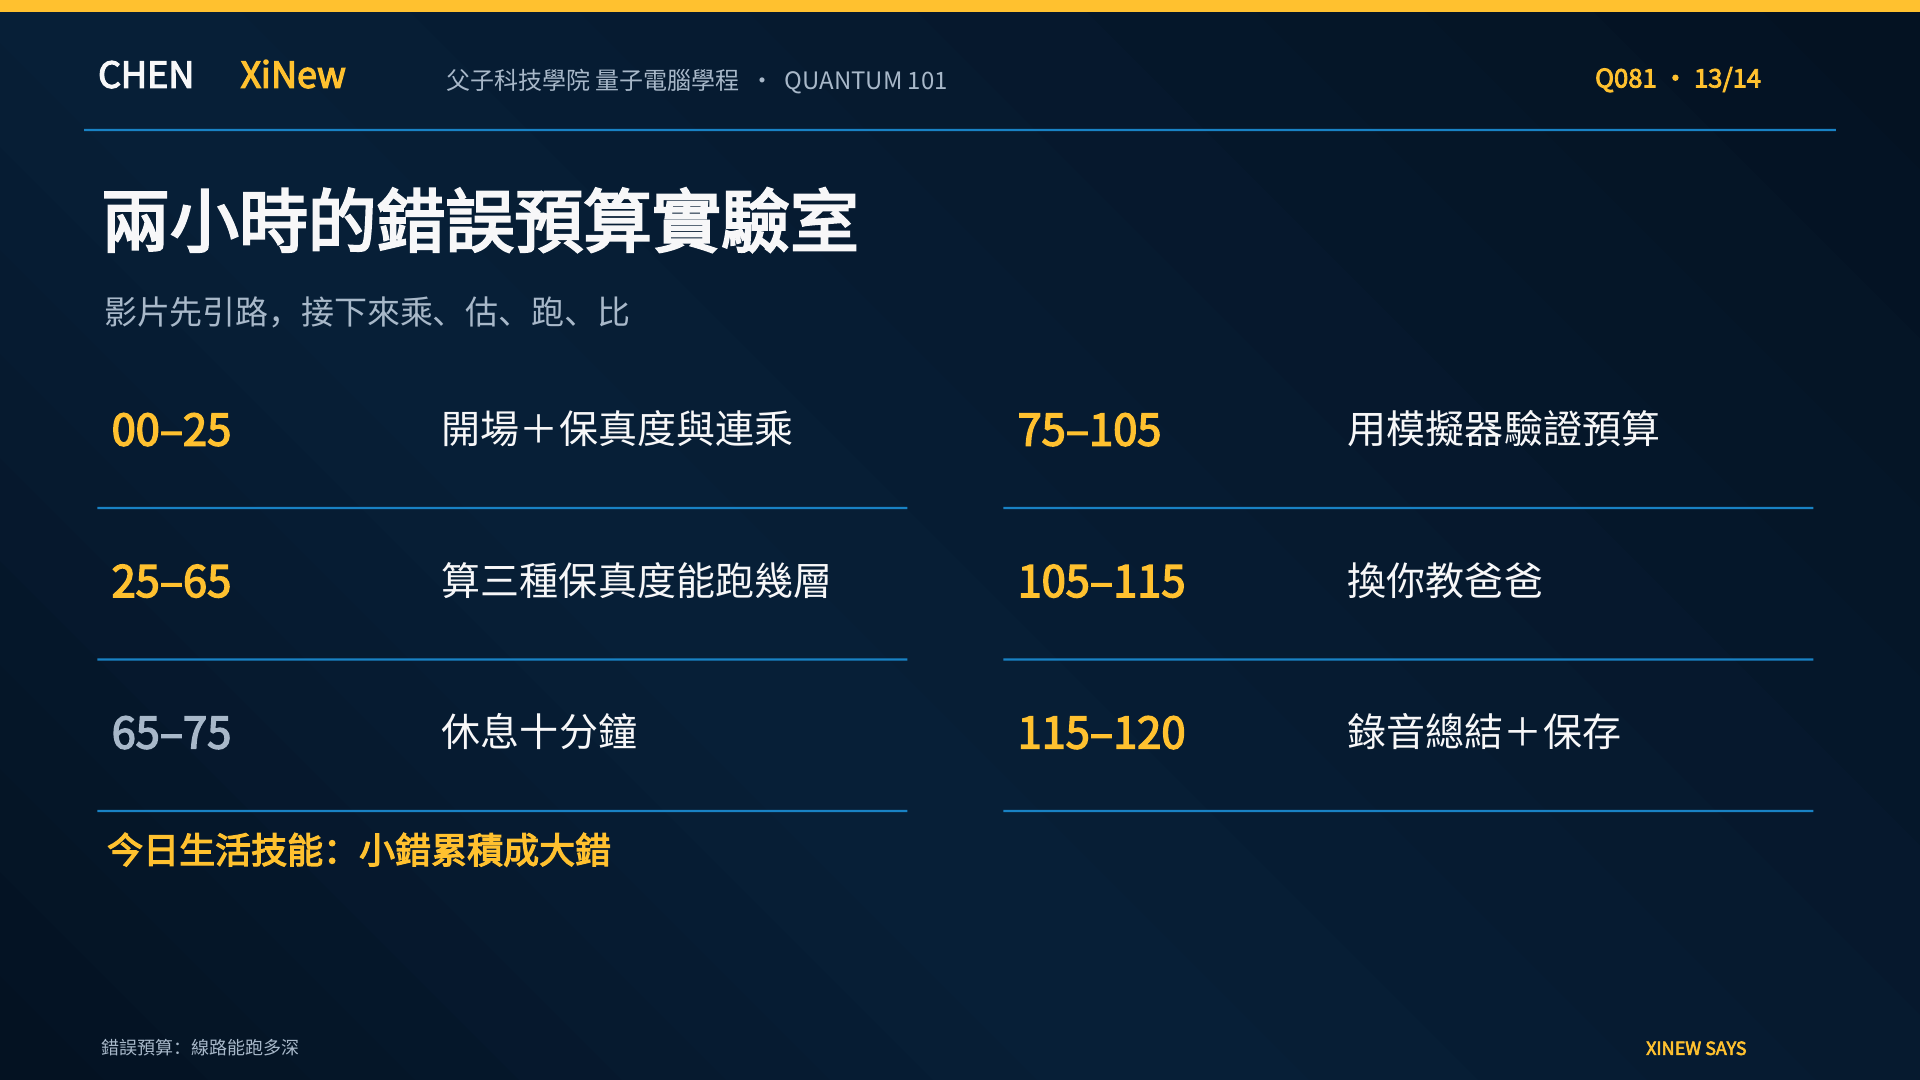 CHEN XiNew 父子科技學院 量子電腦學程 · QUANTUM 101 Q081 · 13/14
兩小時的錯誤預算實驗室
影片先引路，接下來乘、估、跑、比
00–25 開場＋保真度與連乘
25–65 算三種保真度能跑幾層
65–75 休息十分鐘
75–105 用模擬器驗證預算
105–115 換你教爸爸
115–120 錄音總結＋保存
今日生活技能：小錯累積成大錯
錯誤預算：線路能跑多深
XINEW SAYS